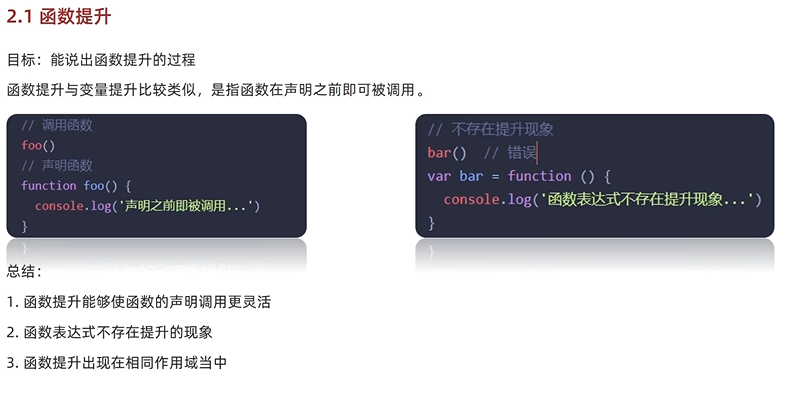 2.1 函数提升
目标：能说出函数提升的过程
函数提升与变量提升比较类似，是指函数在声明之前即可被调用。
// 调用函数
foo()
// 声明函数
function foo() {
  console.log('声明之前即被调用...')
}
// 不存在提升现象
bar()  // 错误
var bar = function () {
  console.log('函数表达式不存在提升现象...')
}
总结：
1. 函数提升能够使函数的声明调用更灵活
2. 函数表达式不存在提升的现象
3. 函数提升出现在相同作用域当中